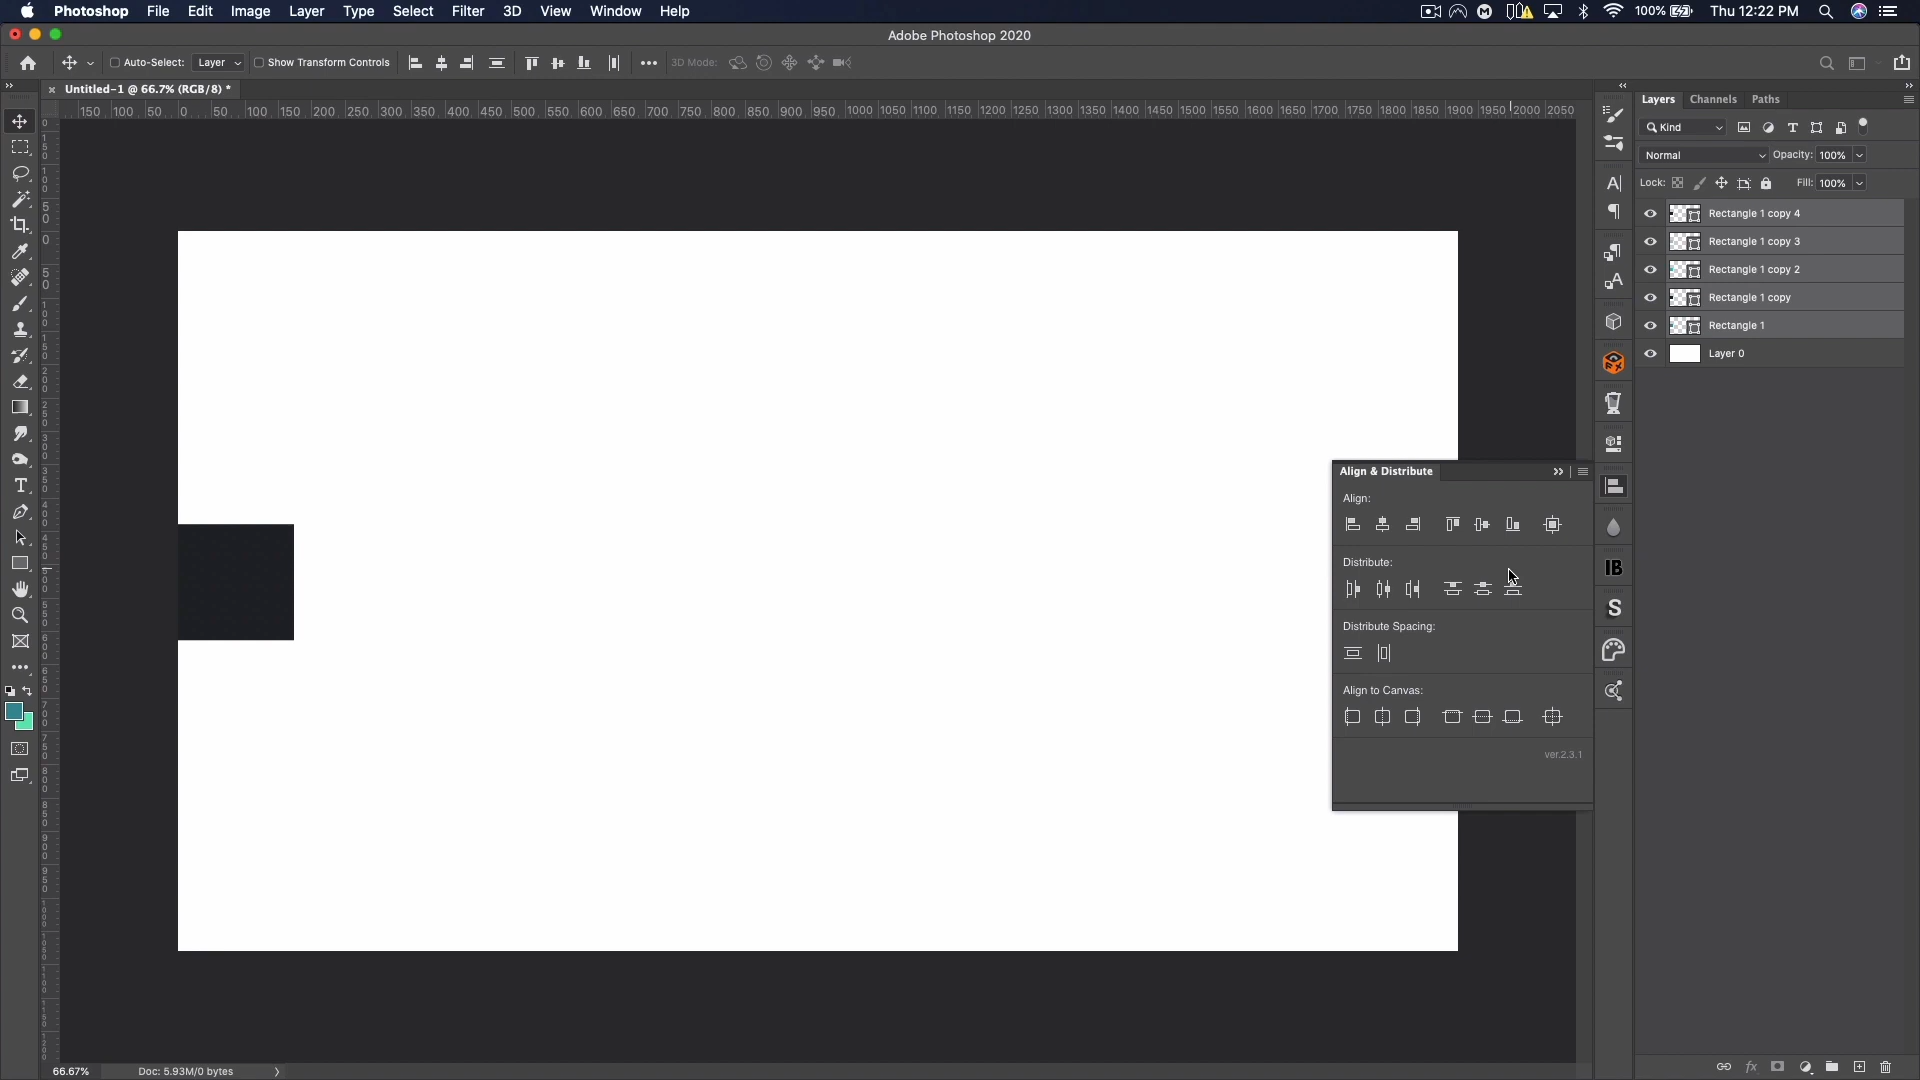 Photoshop File Edit Image Layer Type Select Filter 3D View Window Help 100% Thu 12:22 PM
Adobe Photoshop 2020
Auto-Select: Layer Show Transform Controls 3D Mode:
× Untitled-1 @ 66.7% (RGB/8) *
150 100 50 0 50 100 150 200 250 300 350 400 450 500 550 600 650 700 750 800 850 900 950 1000 1050 1100 1150 1200 1250 1300 1350 1400 1450 1500 1550 1600 1650 1700 1750 1800 1850 1900 1950 2000 2050
Layers Channels Paths
Kind
Normal Opacity: 100%
Lock: Fill: 100%
Rectangle 1 copy 4
Rectangle 1 copy 3
Rectangle 1 copy 2
Rectangle 1 copy
Rectangle 1
Layer 0
Align & Distribute
Align:
Distribute:
Distribute Spacing:
Align to Canvas:
ver.2.3.1
IB
S
66.67% Doc: 5.93M/0 bytes
fx